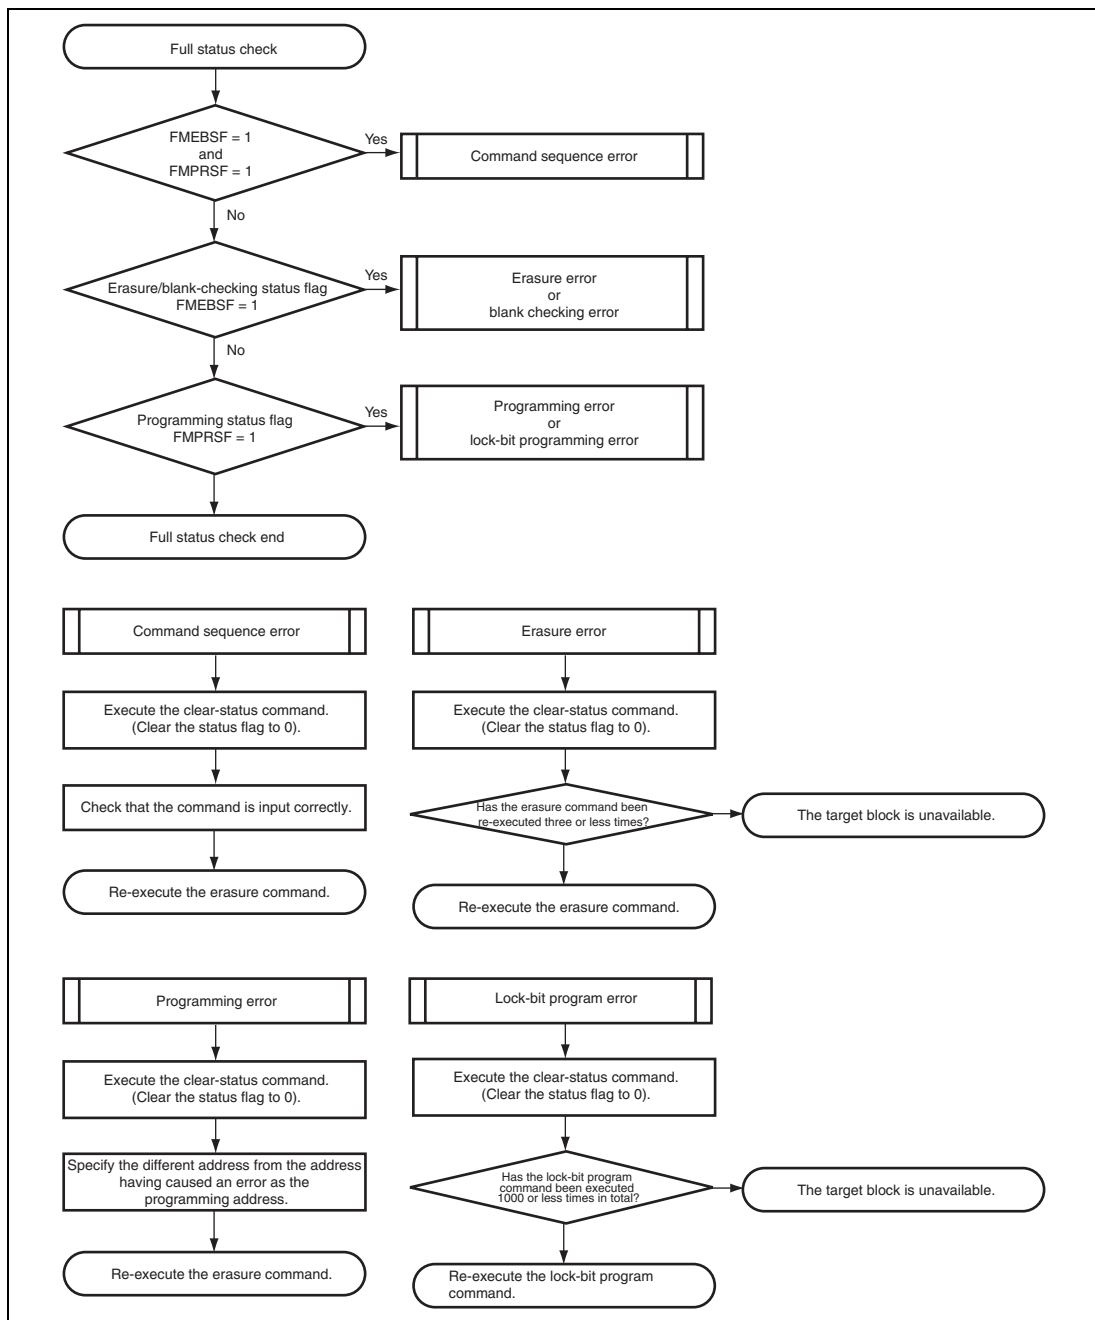 Full status check
FMEBSF = 1
and
FMPRSF = 1
Yes
Command sequence error
No
Erasure/blank-checking status flag
FMEBSF = 1
Yes
Erasure error
or
blank checking error
No
Programming status flag
FMPRSF = 1
Yes
Programming error
or
lock-bit programming error
Full status check end
Command sequence error
Execute the clear-status command.
(Clear the status flag to 0).
Check that the command is input correctly.
Re-execute the erasure command.
Erasure error
Execute the clear-status command.
(Clear the status flag to 0).
Has the erasure command been
re-executed three or less times?
The target block is unavailable.
Re-execute the erasure command.
Programming error
Execute the clear-status command.
(Clear the status flag to 0).
Specify the different address from the address
having caused an error as the
programming address.
Re-execute the erasure command.
Lock-bit program error
Execute the clear-status command.
(Clear the status flag to 0).
Has the lock-bit program
command been executed
1000 or less times in total?
The target block is unavailable.
Re-execute the lock-bit program
command.